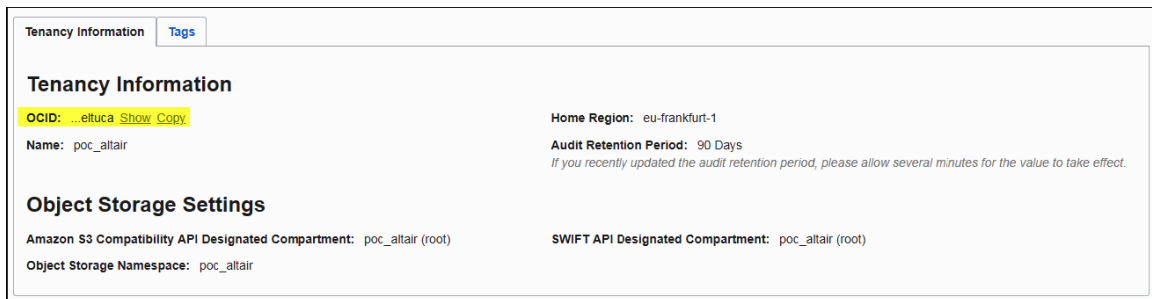 Tenancy Information Tags
Tenancy Information
OCID: ...eltuca Show Copy
Home Region: eu-frankfurt-1
Name: poc_altair
Audit Retention Period: 90 Days
If you recently updated the audit retention period, please allow several minutes for the value to take effect.
Object Storage Settings
Amazon S3 Compatibility API Designated Compartment: poc_altair (root)
SWIFT API Designated Compartment: poc_altair (root)
Object Storage Namespace: poc_altair